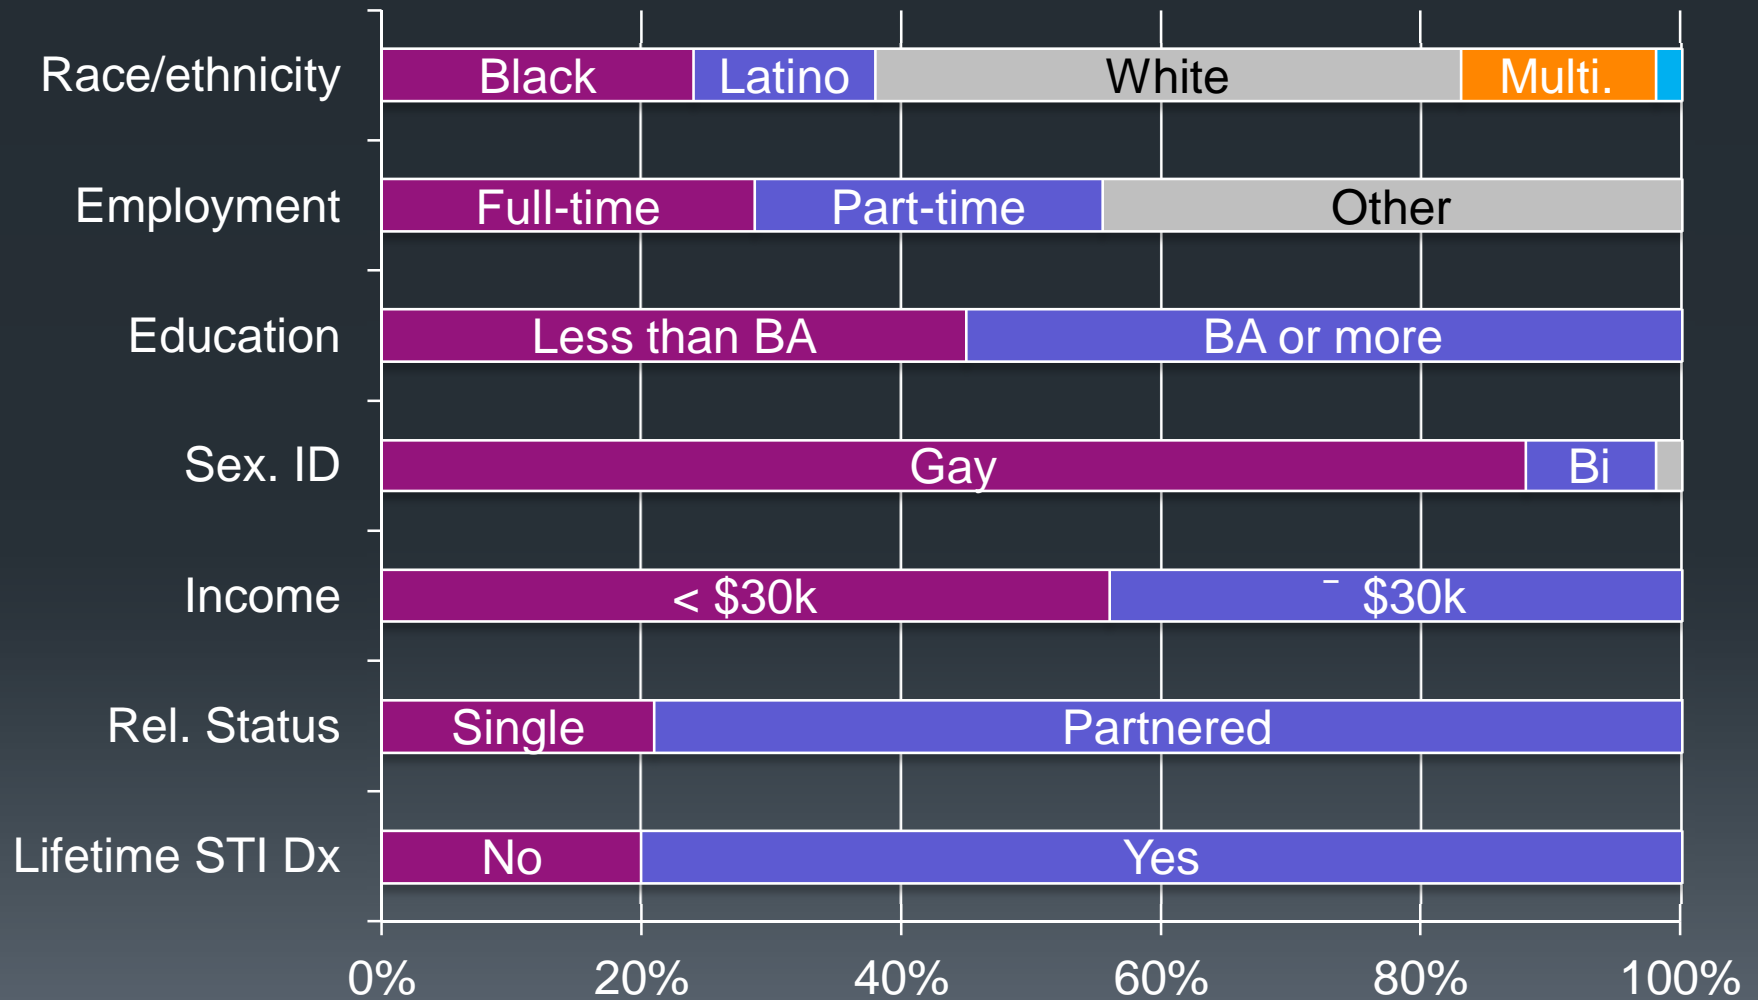 Race/ethnicity Black Latino White Multi.
Employment Full-time Part-time Other
Education Less than BA BA or more
Sex. ID Gay Bi
Income < $30k ‾ $30k
Rel. Status Single Partnered
Lifetime STI Dx No Yes
0% 20% 40% 60% 80% 100%